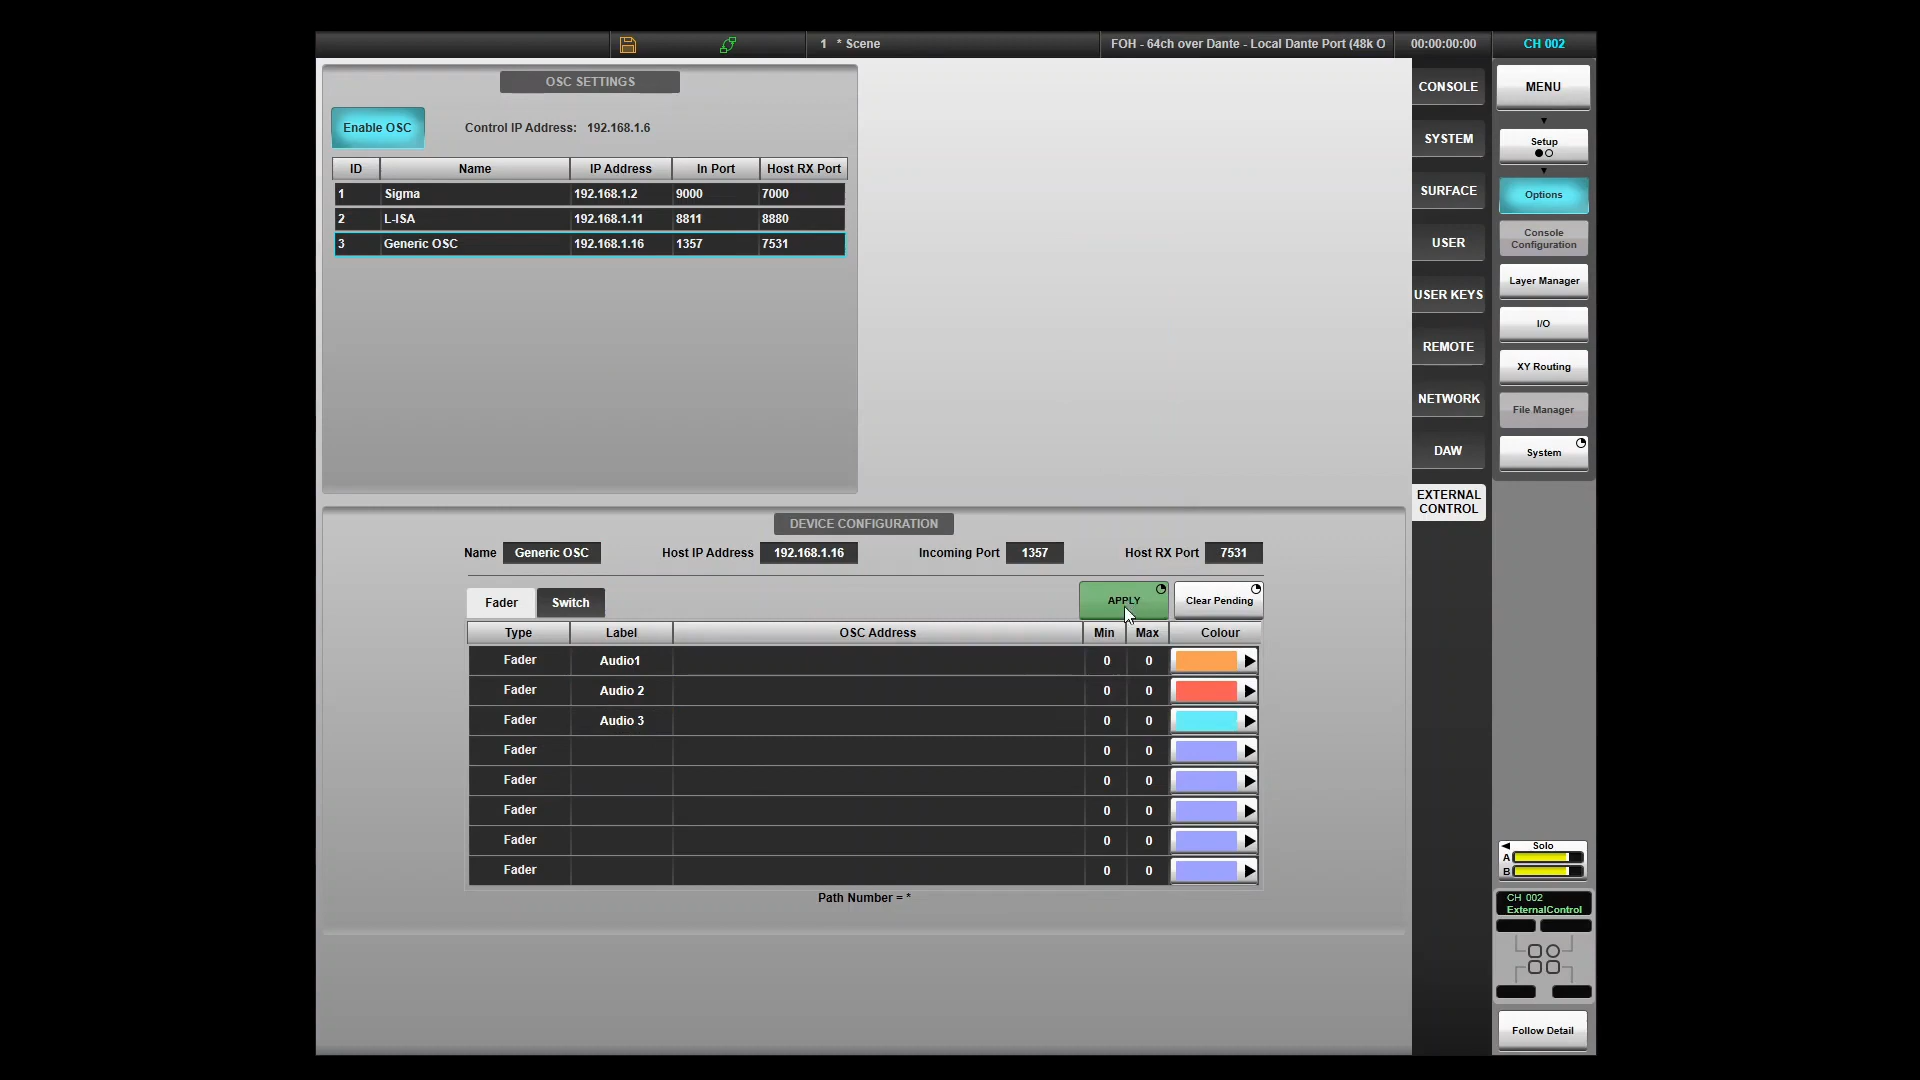 1 * Scene
FOH - 64ch over Dante - Local Dante Port (48k O
00:00:00:00
CH 002
OSC SETTINGS
Enable OSC
Control IP Address: 192.168.1.6
ID Name IP Address In Port Host RX Port
1 Sigma 192.168.1.2 9000 7000
2 L-ISA 192.168.1.11 8811 8880
3 Generic OSC 192.168.1.16 1357 7531
DEVICE CONFIGURATION
Name Generic OSC Host IP Address 192.168.1.16 Incoming Port 1357 Host RX Port 7531
Fader Switch APPLY Clear Pending
Type Label OSC Address Min Max Colour
Fader Audio1 0 0
Fader Audio 2 0 0
Fader Audio 3 0 0
Fader 0 0
Fader 0 0
Fader 0 0
Fader 0 0
Fader 0 0
Path Number = *
CONSOLE
SYSTEM
SURFACE
USER
USER KEYS
REMOTE
NETWORK
DAW
EXTERNAL
CONTROL
MENU
Setup
Options
Console
Configuration
Layer Manager
I/O
XY Routing
File Manager
System
Solo
A
B
CH 002
ExternalControl
Follow Detail